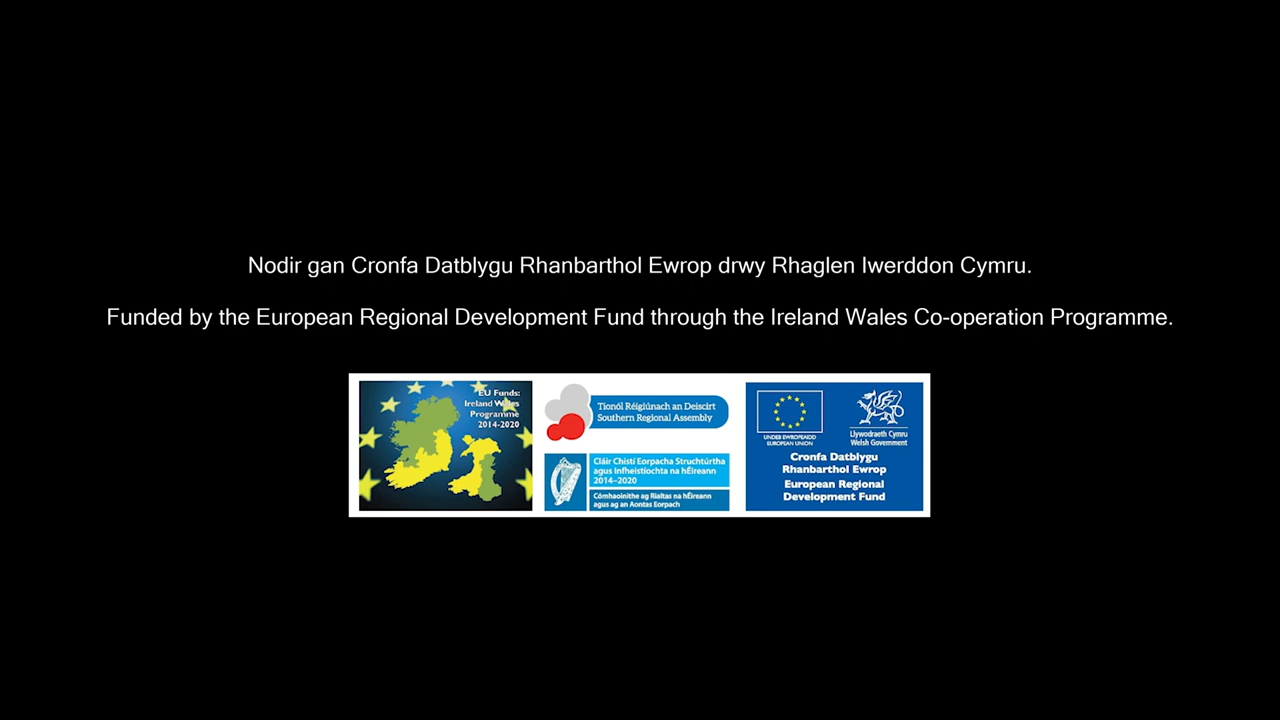 Nodir gan Cronfa Datblygu Rhanbarthol Ewrop drwy Rhaglen Iwerddon Cymru.
Funded by the European Regional Development Fund through the Ireland Wales Co-operation Programme.
EU Funds:
Ireland Wales
Programme
2014-2020
Tionól Réigiúnach an Deiscirt
Southern Regional Assembly
Cláir Chistí Eorpacha Struchtúrtha
agus Infheistíochta na hÉireann
2014–2020
Cómhaoinithe ag Rialtas na hÉireann
agus ag an Aontas Eorpach
UNDEB EWROPEAIDD
EUROPEAN UNION
Llywodraeth Cymru
Welsh Government
Cronfa Datblygu
Rhanbarthol Ewrop
European Regional
Development Fund